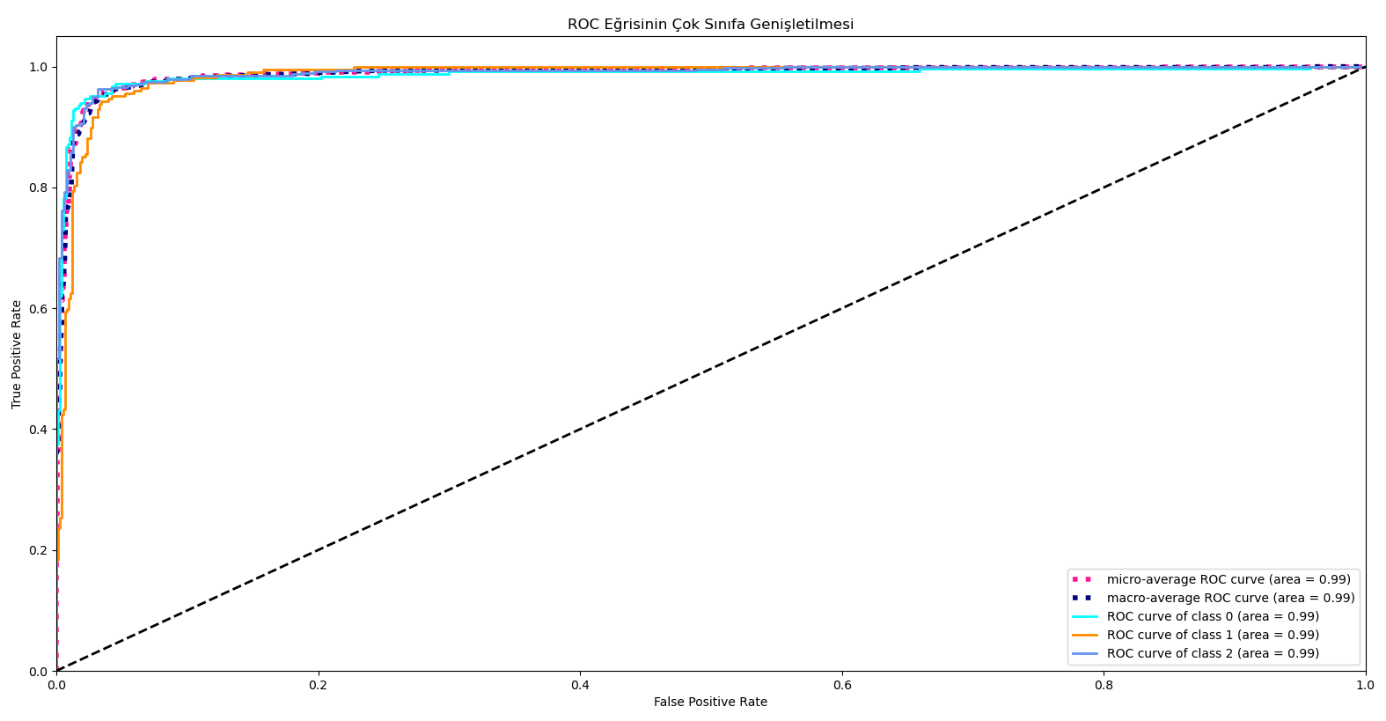 ROC Eğrisinin Çok Sınıfa Genişletilmesi
True Positive Rate
1.0
0.8
0.6
0.4
0.2
0.0
0.0 0.2 0.4 0.6 0.8 1.0
False Positive Rate
micro-average ROC curve (area = 0.99)
macro-average ROC curve (area = 0.99)
ROC curve of class 0 (area = 0.99)
ROC curve of class 1 (area = 0.99)
ROC curve of class 2 (area = 0.99)